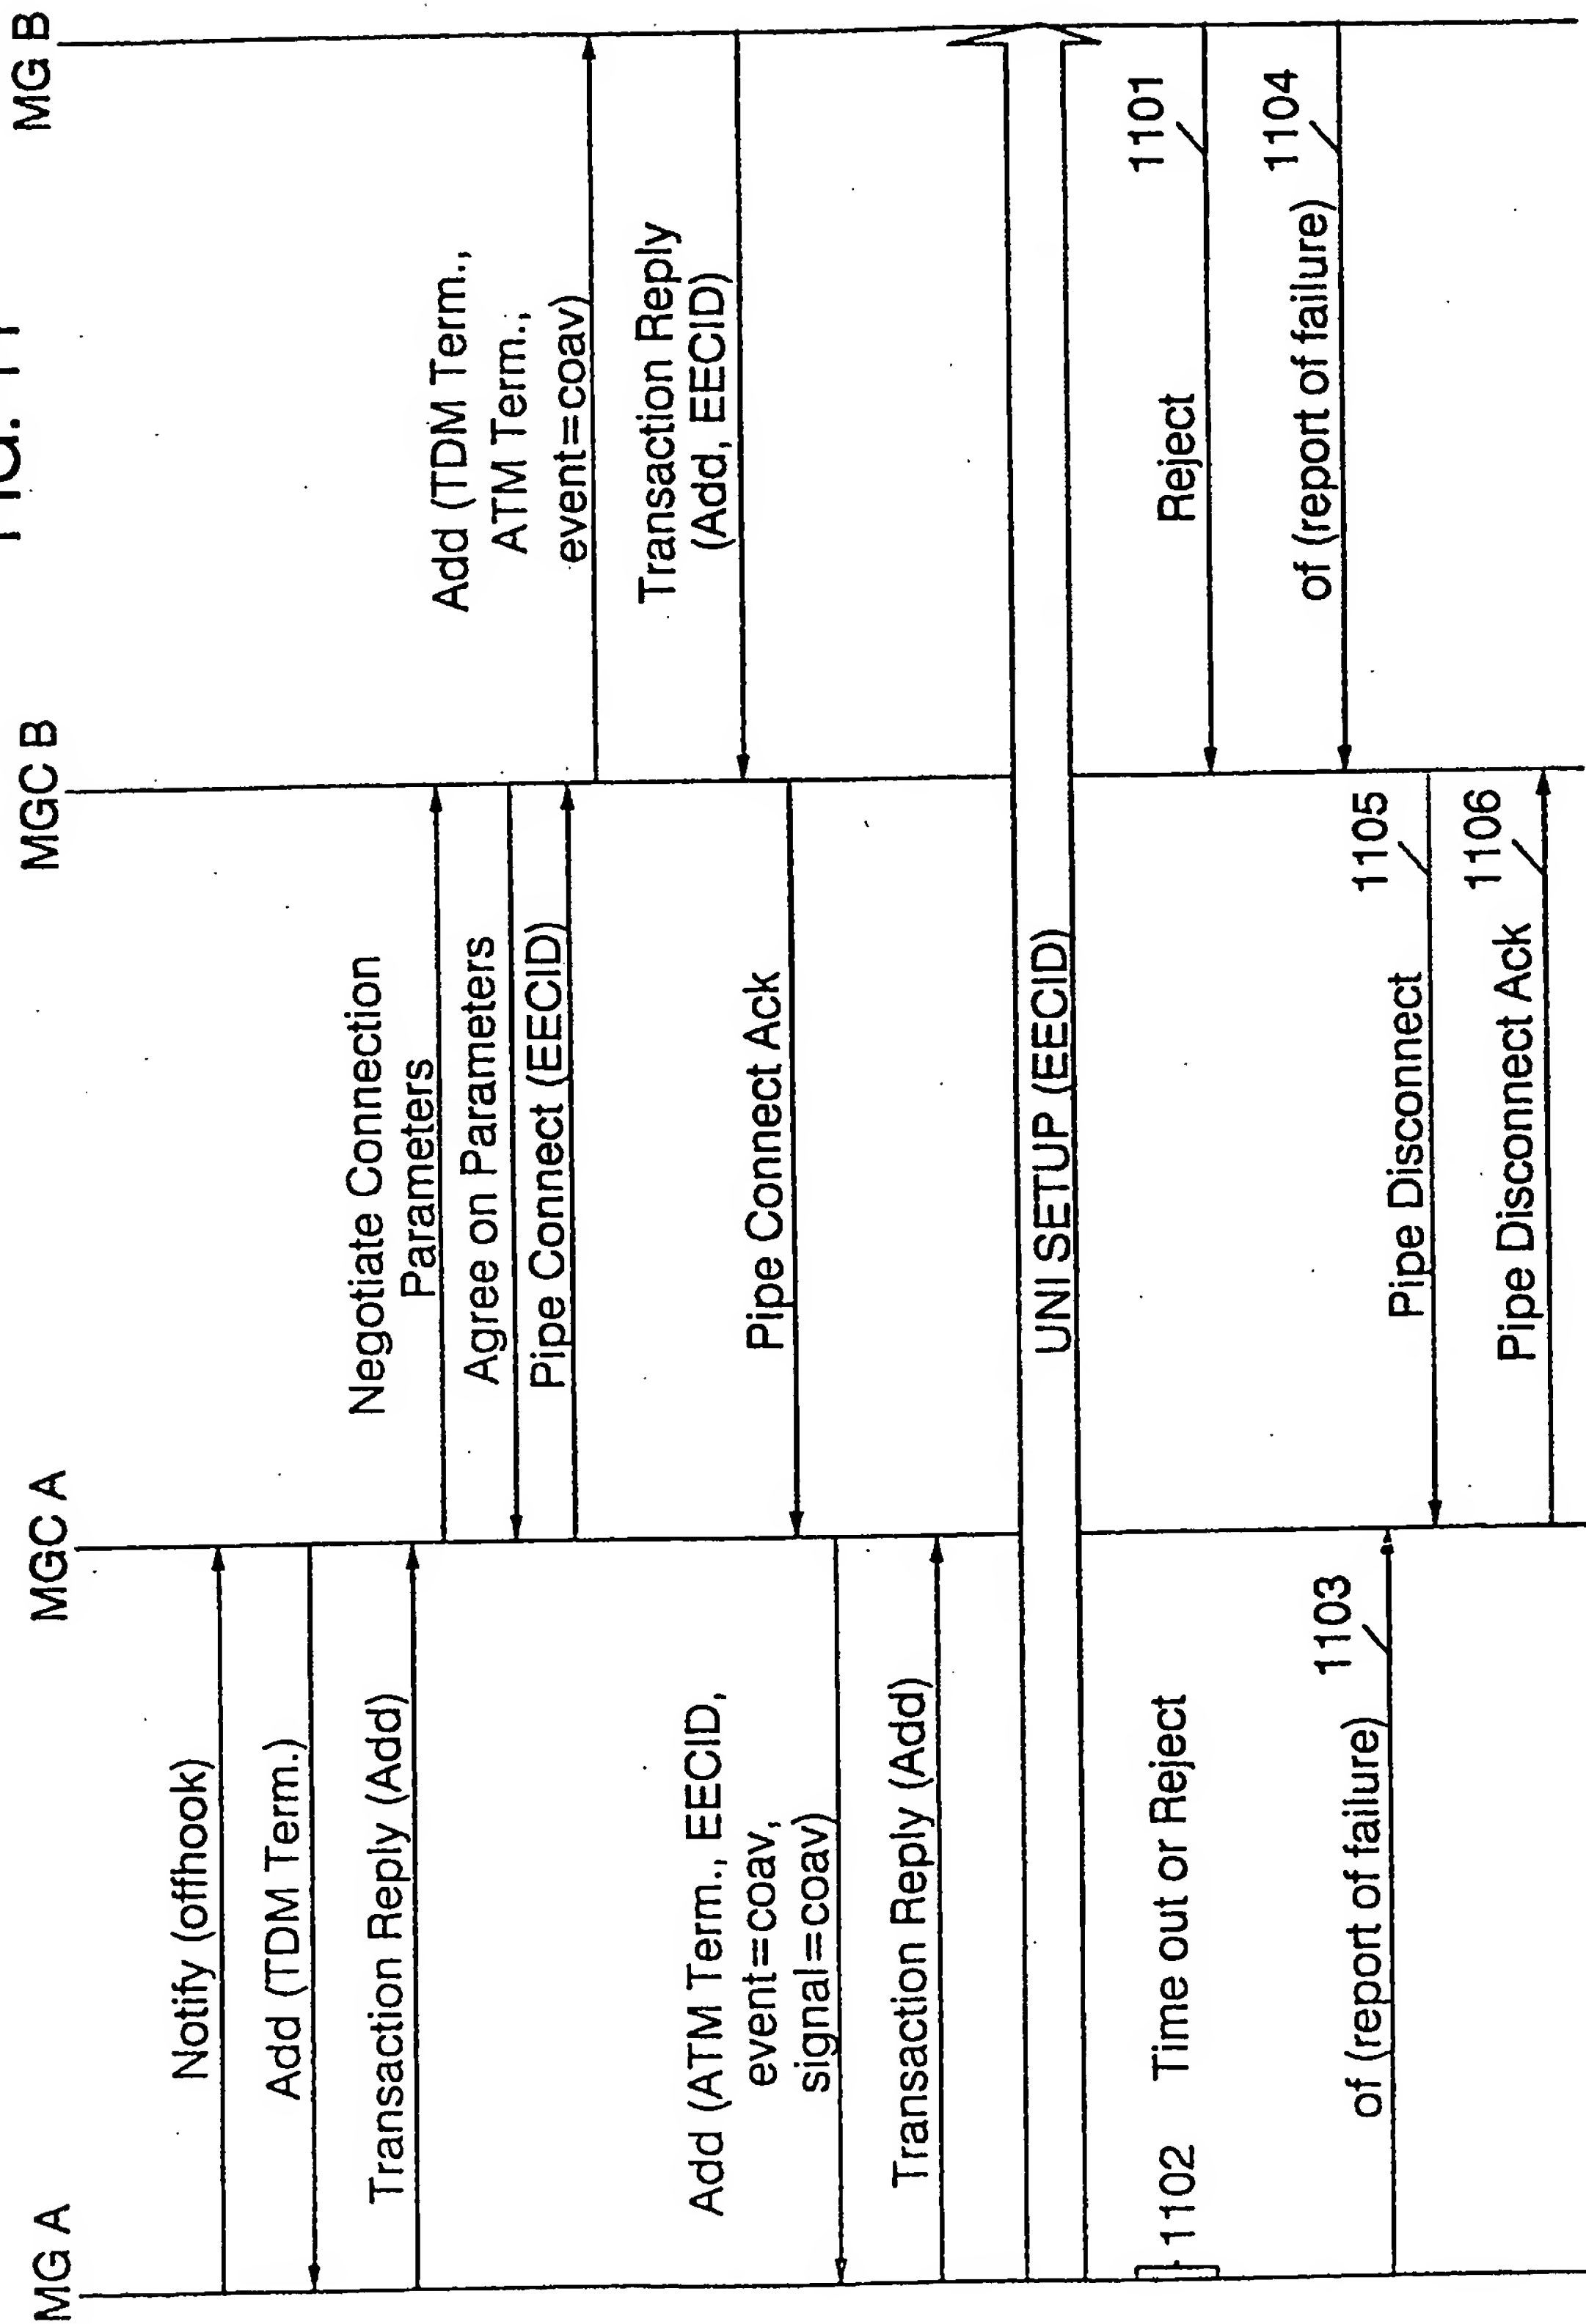 FIG. 11
MG A
MGC A
MGC B
MG B
Notify (offhook)
Add (TDM Term.)
Transaction Reply (Add)
Negotiate Connection
Parameters
Agree on Parameters
Pipe Connect (EECID)
Add (TDM Term.,
ATM Term.,
event=coav)
Transaction Reply
(Add, EECID)
Pipe Connect Ack
Add (ATM Term., EECID,
event=coav,
signal=coav)
Transaction Reply (Add)
UNI SETUP (EECID)
1102
Time out or Reject
Reject
1101
of (report of failure)
1104
of (report of failure)
1103
Pipe Disconnect
1105
Pipe Disconnect Ack
1106